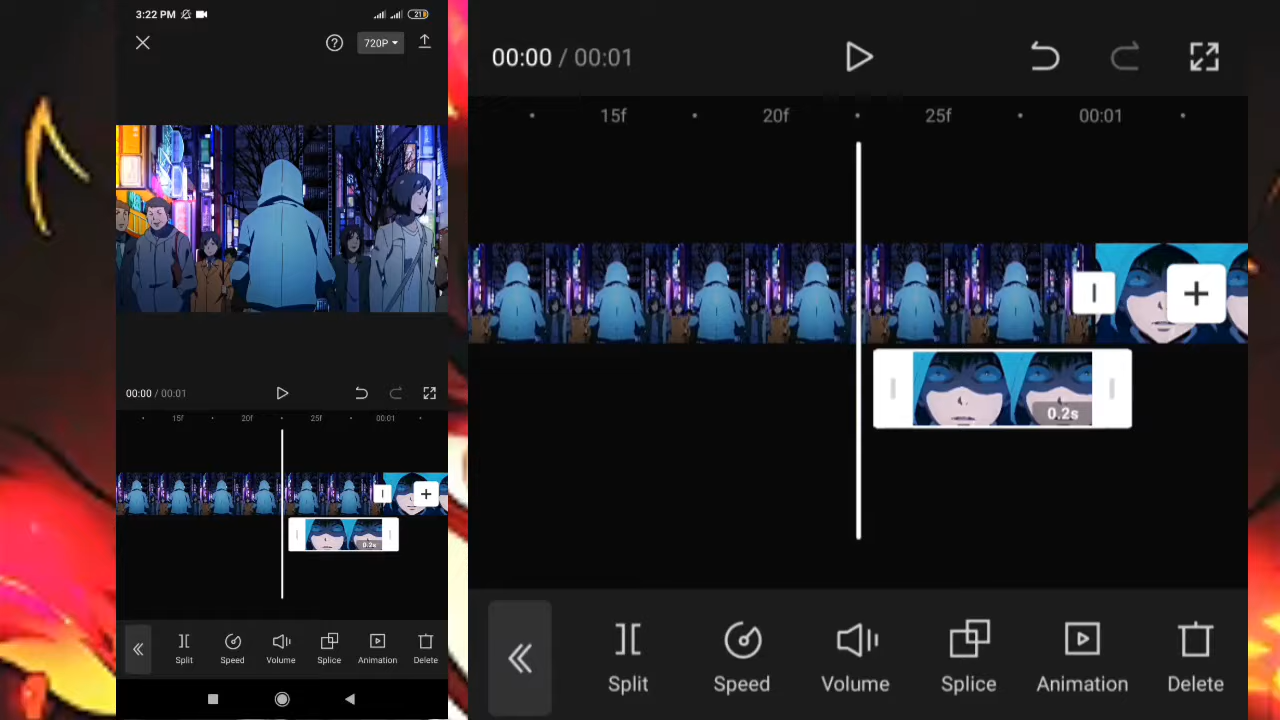 3:22 PM
21
720P
00:00 / 00:01
15f 20f 25f 00:01
0.2s
Split Speed Volume Splice Animation Delete
00:00 / 00:01
15f 20f 25f 00:01
0.2s
Split Speed Volume Splice Animation Delete